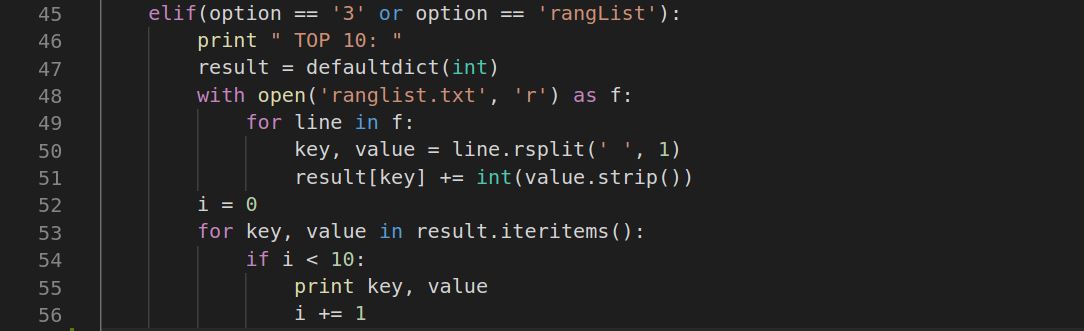 45 elif(option == '3' or option == 'rangList'):
46 print " TOP 10: "
47 result = defaultdict(int)
48 with open('ranglist.txt', 'r') as f:
49 for line in f:
50 key, value = line.rsplit(' ', 1)
51 result[key] += int(value.strip())
52 i = 0
53 for key, value in result.iteritems():
54 if i < 10:
55 print key, value
56 i += 1